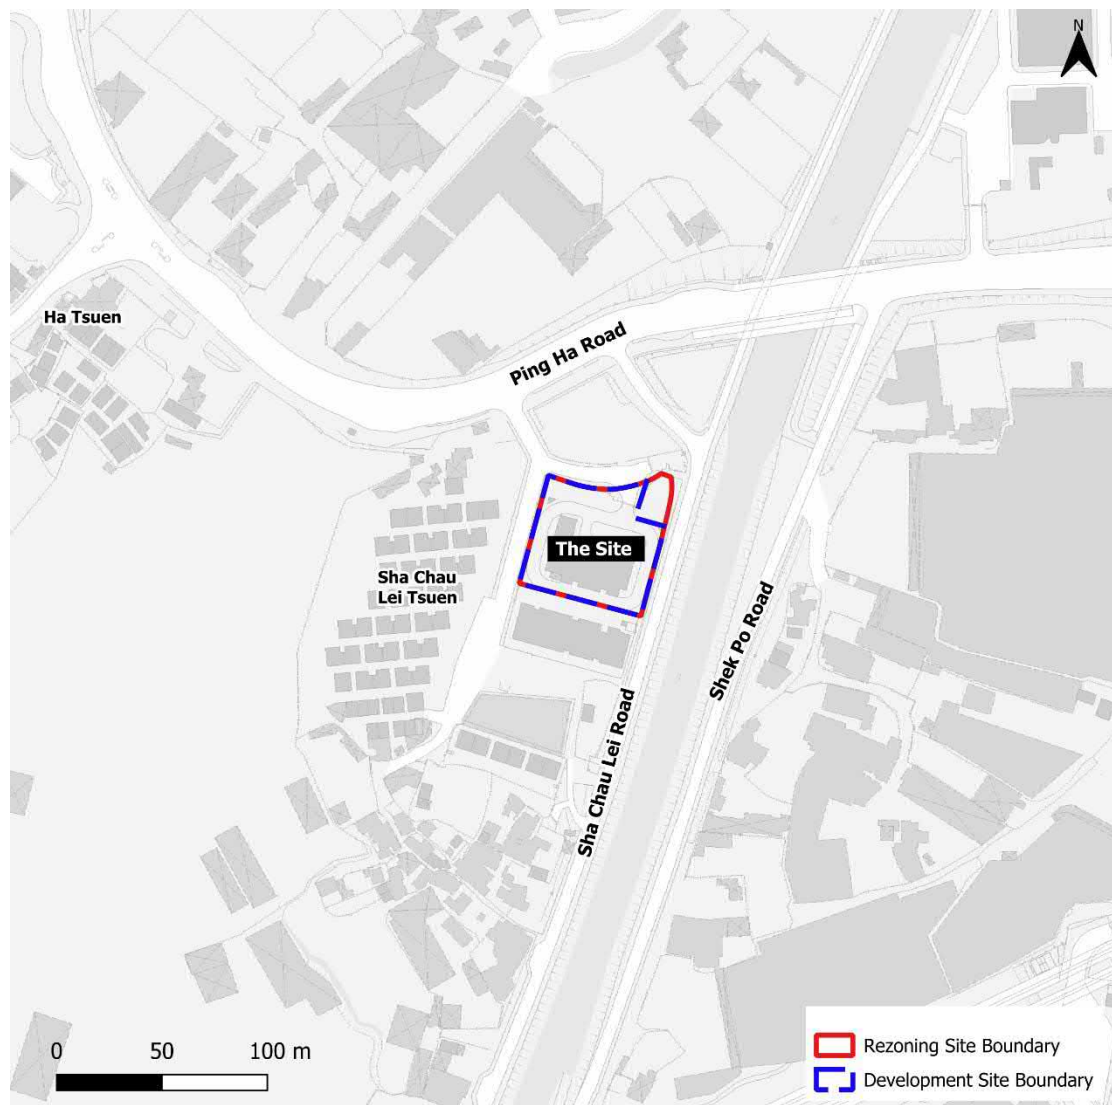 N
Ha Tsuen
Ping Ha Road
The Site
Sha Chau
Lei Tsuen
Shek Po Road
Sha Chau Lei Road
0 50 100 m
Rezoning Site Boundary
Development Site Boundary